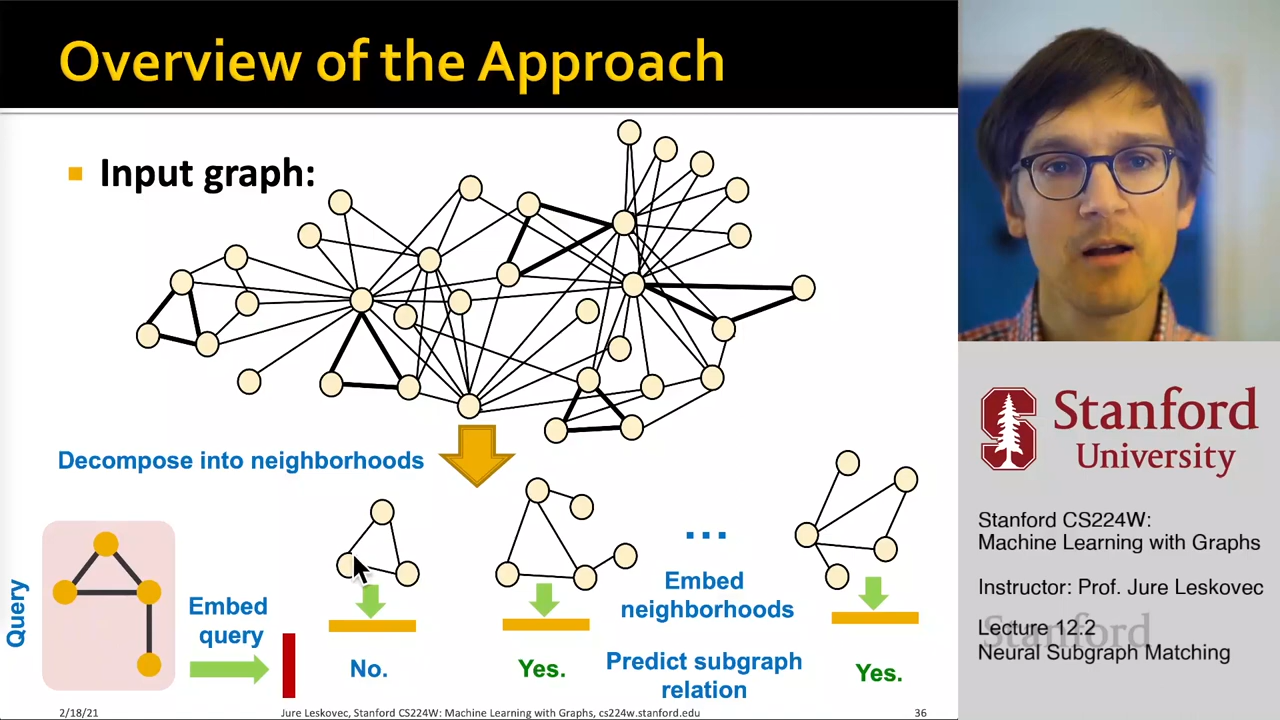 Overview of the Approach
Input graph:
Decompose into neighborhoods
Query
Embed
query
No.
Yes.
...
Embed
neighborhoods
Predict subgraph
relation
Yes.
2/18/21
Jure Leskovec, Stanford CS224W: Machine Learning with Graphs, cs224w.stanford.edu
36
S
Stanford
University
Stanford CS224W:
Machine Learning with Graphs
Instructor: Prof. Jure Leskovec
Lecture 12.2
Neural Subgraph Matching
Stanford